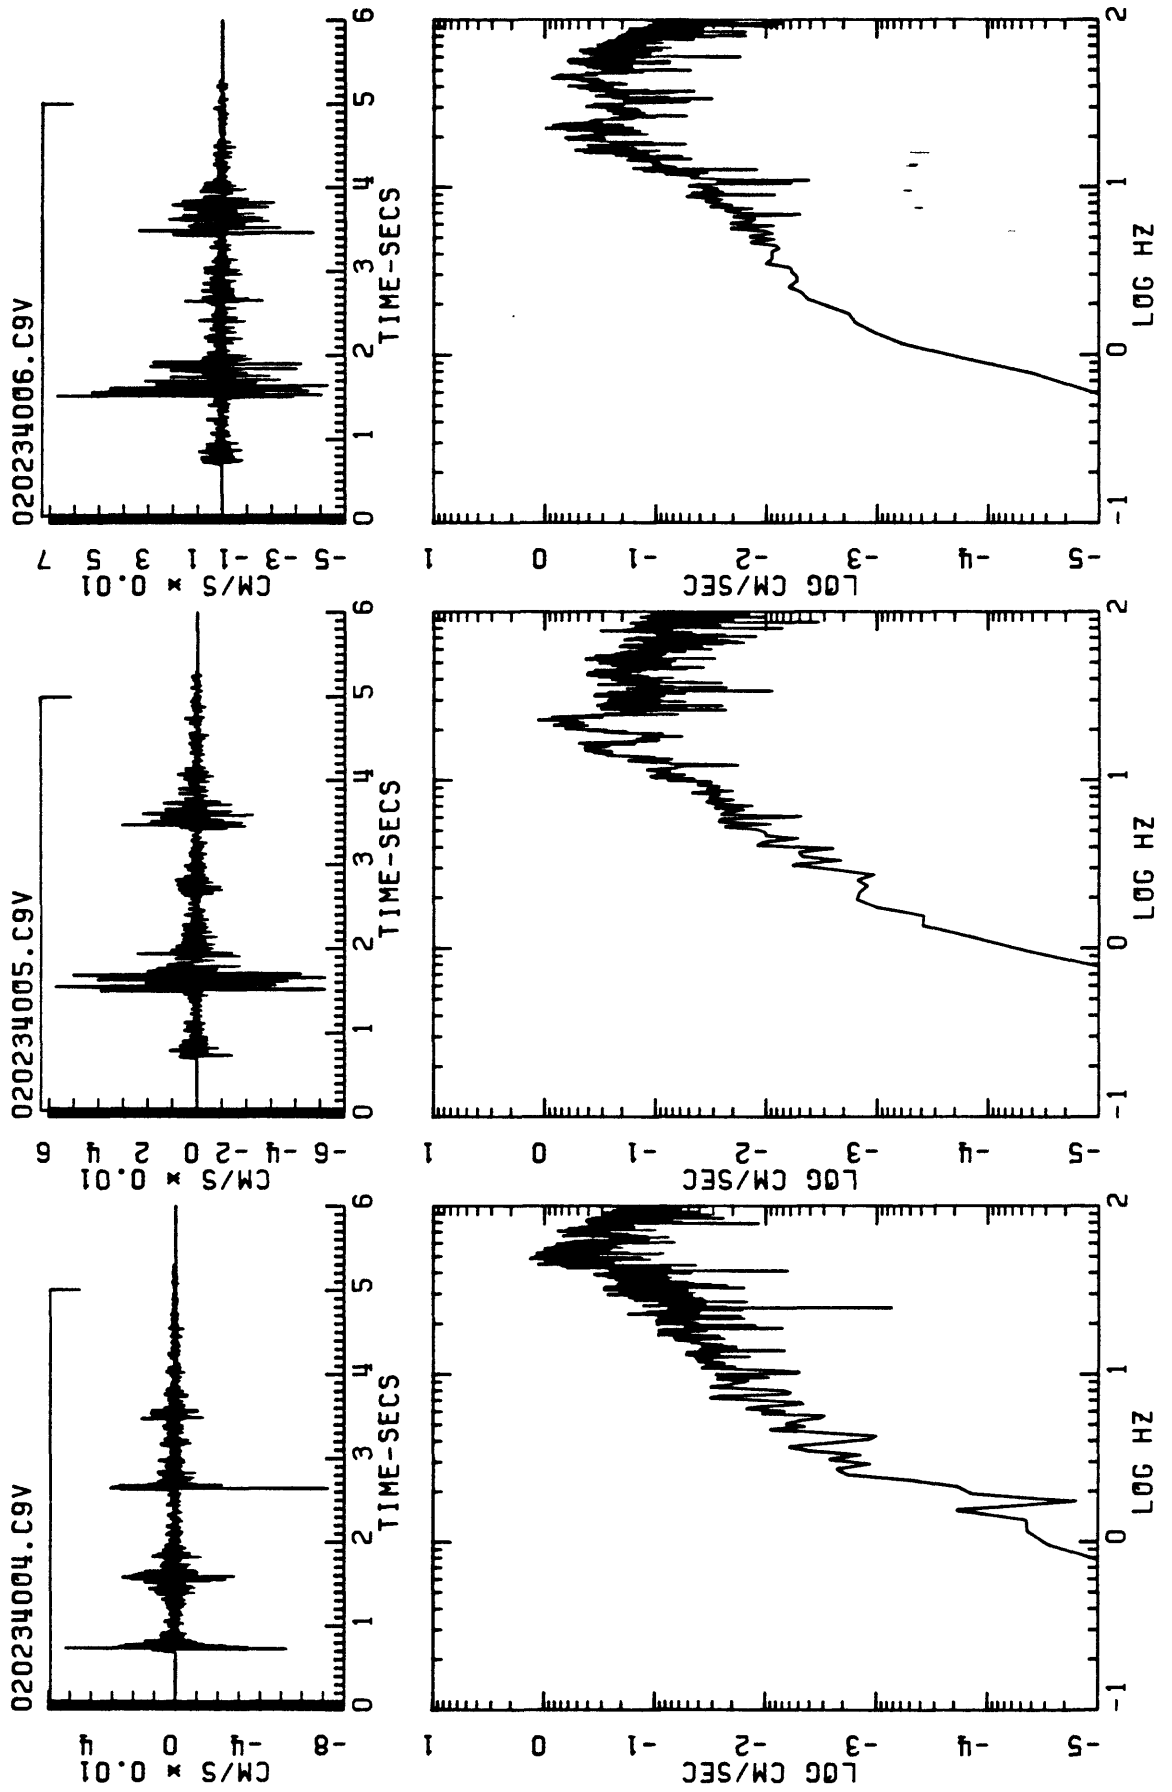 020234004.C9V
4 0 -4 -8
CM/S * 0.01
0 1 2 3 4 5 6
TIME-SECS
1 0 -1 -2 -3 -4 -5
LOG CM/SEC
-1 0 1 2
LOG HZ
020234005.C9V
6 4 2 0 -2 -4 -6
CM/S * 0.01
0 1 2 3 4 5 6
TIME-SECS
1 0 -1 -2 -3 -4 -5
LOG CM/SEC
-1 0 1 2
LOG HZ
020234006.C9V
7 5 3 1 -1 -3 -5
CM/S * 0.01
0 1 2 3 4 5 6
TIME-SECS
1 0 -1 -2 -3 -4 -5
LOG CM/SEC
-1 0 1 2
LOG HZ